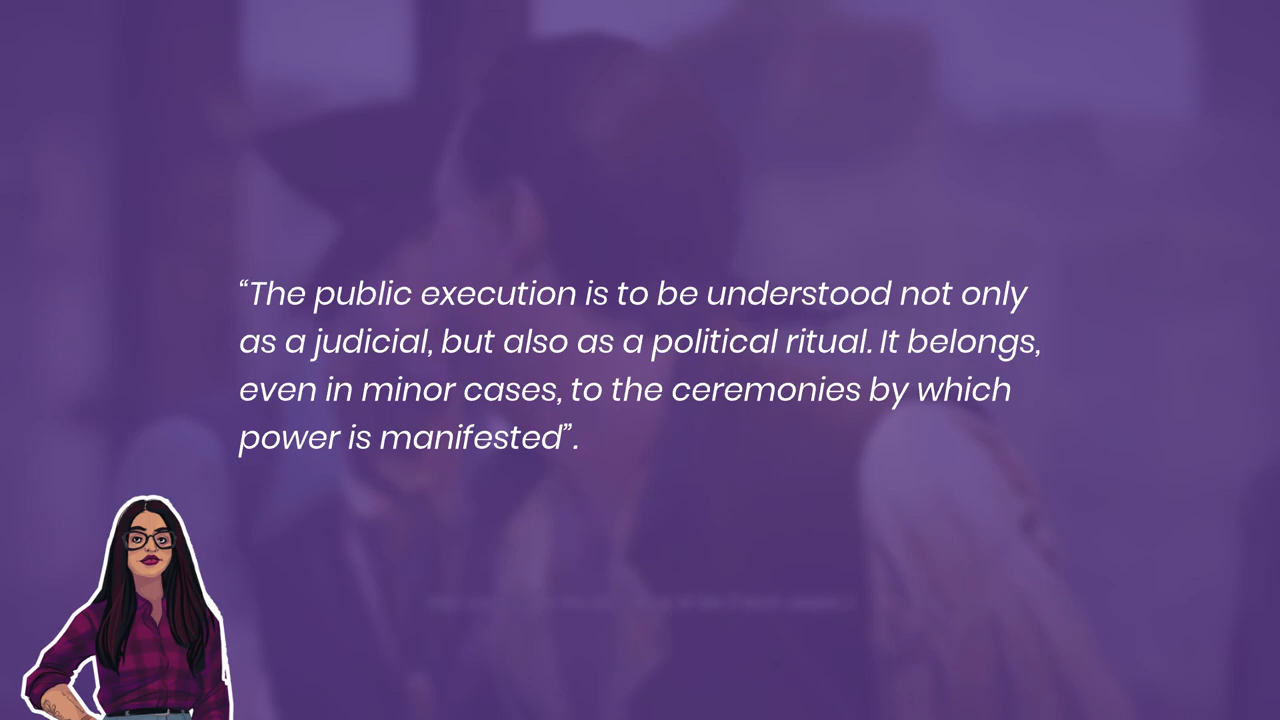 “The public execution is to be understood not only
as a judicial, but also as a political ritual. It belongs,
even in minor cases, to the ceremonies by which
power is manifested”.